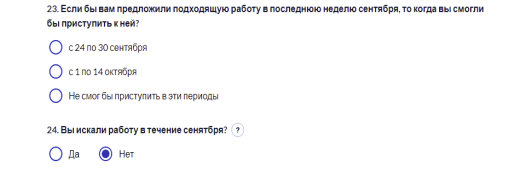 23. Если бы вам предложили подходящую работу в последнюю неделю сентября, то когда вы смогли
бы приступить к ней?
с 24 по 30 сентября
с 1 по 14 октября
Не смог бы приступить в эти периоды
24. Вы искали работу в течение сенятбря? ?
Да Нет